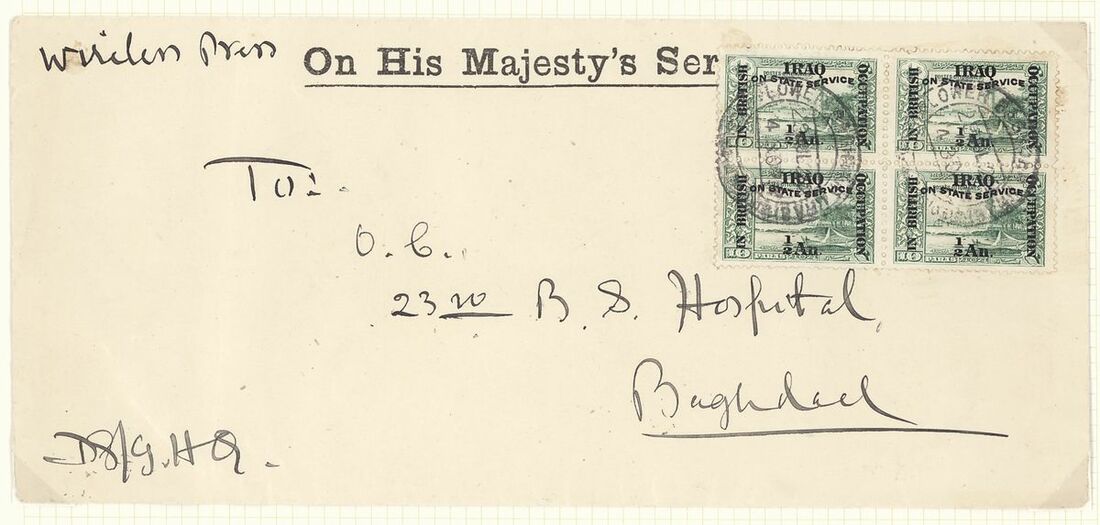 Wireless Press
On His Majesty's Ser
IRAQ
ON STATE SERVICE
IN BRITISH
OCCUPATION
½ An.
IRAQ
ON STATE SERVICE
IN BRITISH
OCCUPATION
½ An.
IRAQ
ON STATE SERVICE
IN BRITISH
OCCUPATION
½ An.
IRAQ
ON STATE SERVICE
IN BRITISH
OCCUPATION
½ An.
To:-
O. C.
23rd B. S. Hospital,
Baghdad
DS/G.HQ.